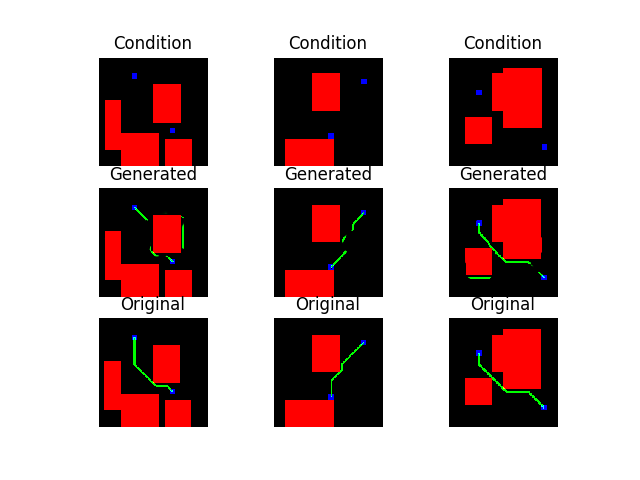 Condition Condition Condition
Generated Generated Generated
Original Original Original